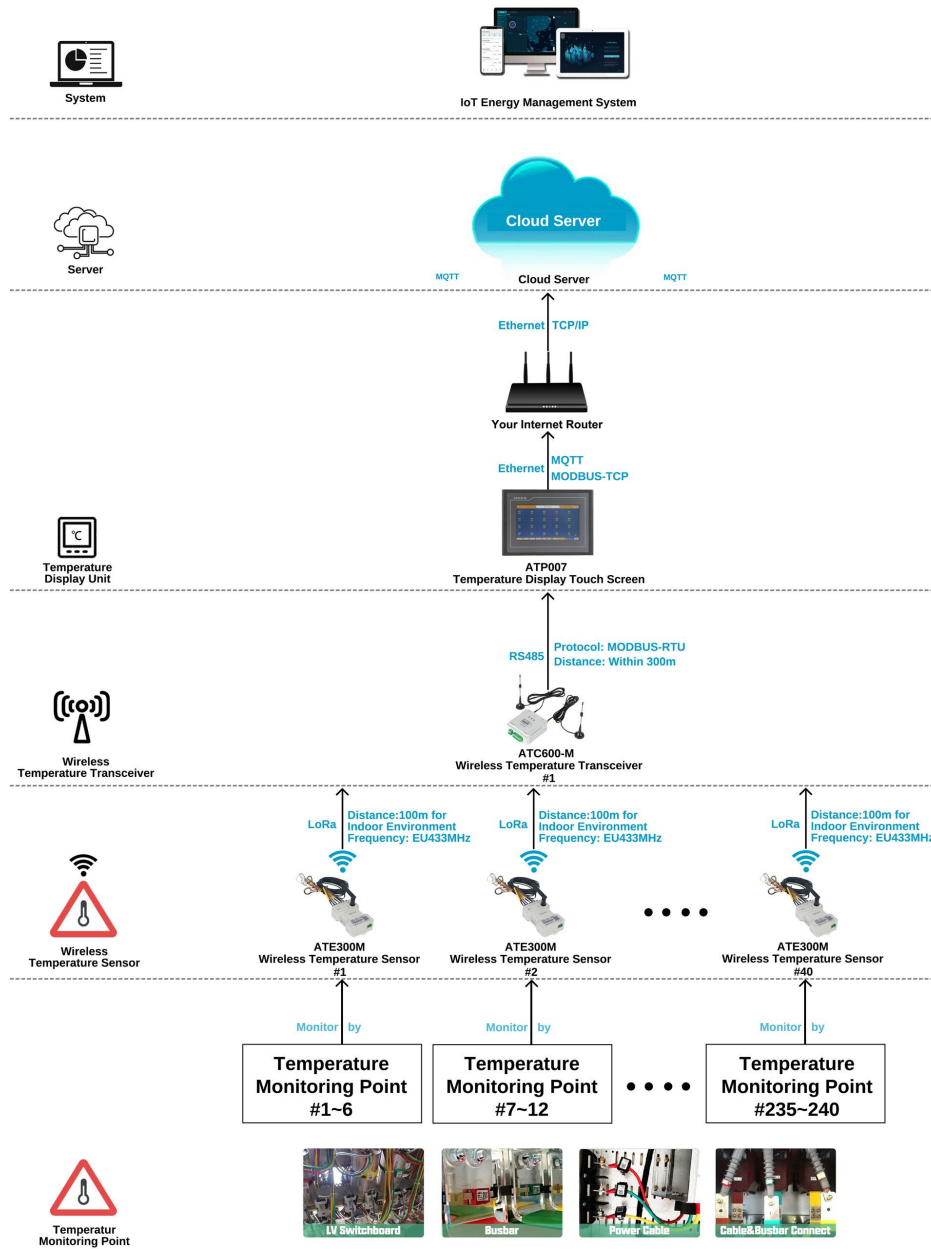 System
IoT Energy Management System
Cloud Server
Server
MQTT
Cloud Server
MQTT
Ethernet
TCP/IP
Your Internet Router
Ethernet
MQTT
MODBUS-TCP
℃
Temperature
Display Unit
ATP007
Temperature Display Touch Screen
RS485
Protocol: MODBUS-RTU
Distance: Within 300m
Wireless
Temperature Transceiver
ATC600-M
Wireless Temperature Transceiver
#1
LoRa
Distance:100m for
Indoor Environment
Frequency: EU433MHz
LoRa
Distance:100m for
Indoor Environment
Frequency: EU433MHz
LoRa
Distance:100m for
Indoor Environment
Frequency: EU433MHz
Wireless
Temperature Sensor
ATE300M
Wireless Temperature Sensor
#1
ATE300M
Wireless Temperature Sensor
#2
ATE300M
Wireless Temperature Sensor
#40
Monitor by
Monitor by
Monitor by
Temperature
Monitoring Point
#1~6
Temperature
Monitoring Point
#7~12
Temperature
Monitoring Point
#235~240
Temperatur
Monitoring Point
LV Switchboard
Busbar
Power Cable
Cable&Busbar Connect